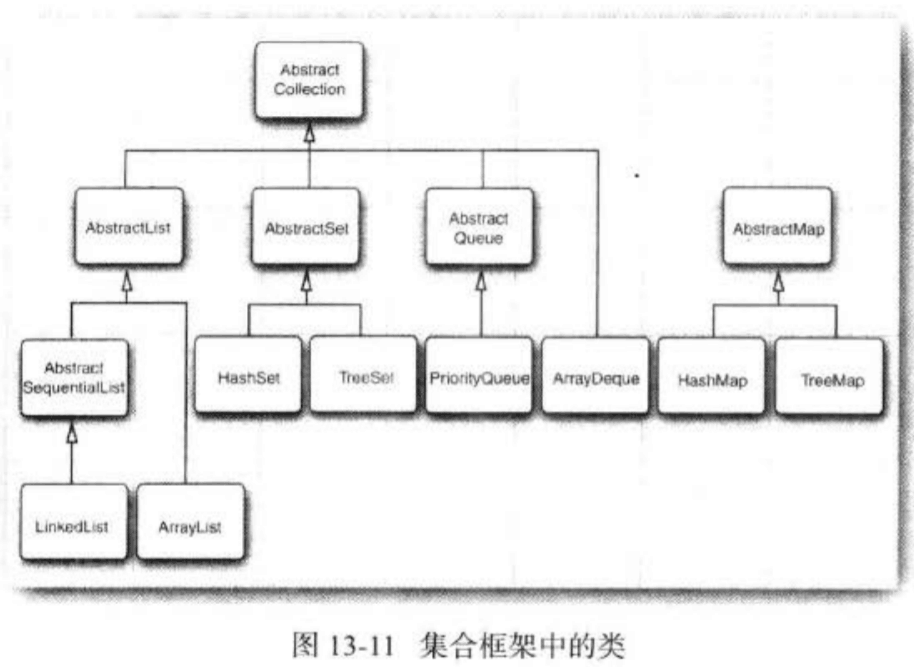 Abstract
Collection
AbstractList
AbstractSet
Abstract
Queue
AbstractMap
Abstract
SequentialList
HashSet
TreeSet
PriorityQueue
ArrayDeque
HashMap
TreeMap
LinkedList
ArrayList
图 13-11 集合框架中的类